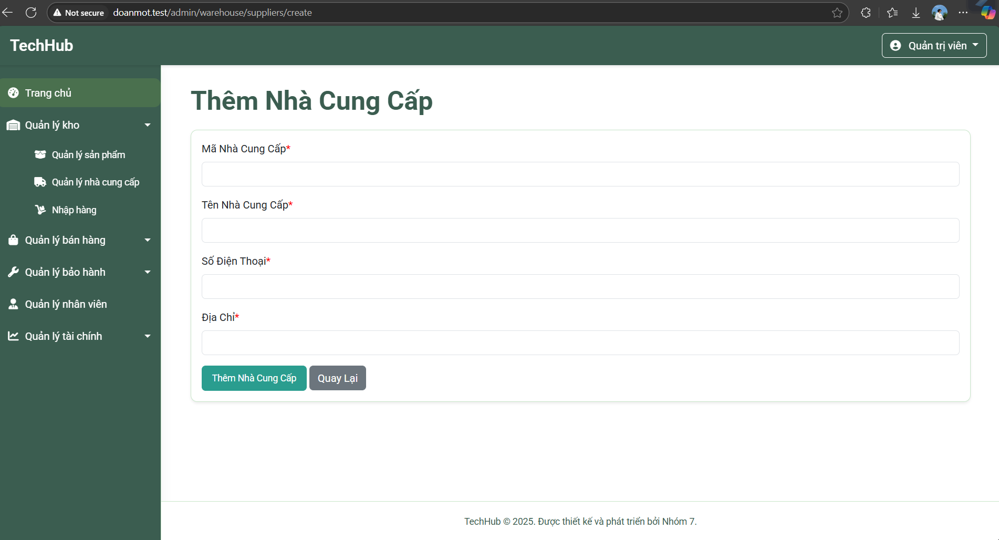 Not secure doanmot.test/admin/warehouse/suppliers/create
TechHub
Quản trị viên
Trang chủ
Quản lý kho
Quản lý sản phẩm
Quản lý nhà cung cấp
Nhập hàng
Quản lý bán hàng
Quản lý bảo hành
Quản lý nhân viên
Quản lý tài chính
Thêm Nhà Cung Cấp
Mã Nhà Cung Cấp*
Tên Nhà Cung Cấp*
Số Điện Thoại*
Địa Chỉ*
Thêm Nhà Cung Cấp Quay Lại
TechHub © 2025. Được thiết kế và phát triển bởi Nhóm 7.